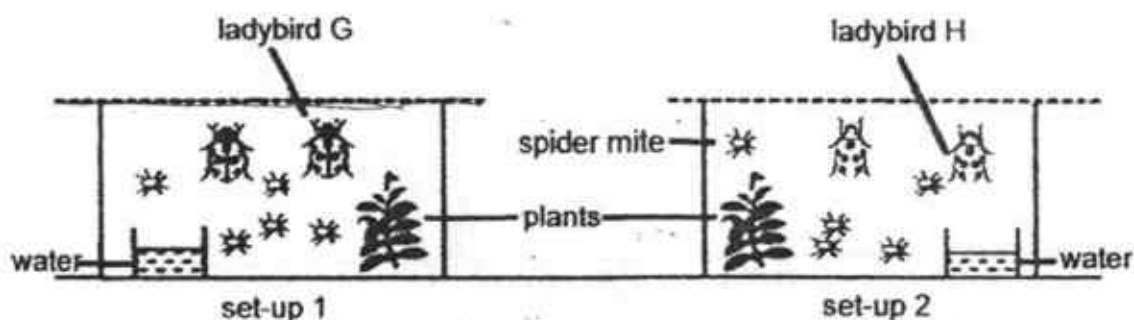 ladybird G
ladybird H
spider mite
plants
water
water
set-up 1
set-up 2